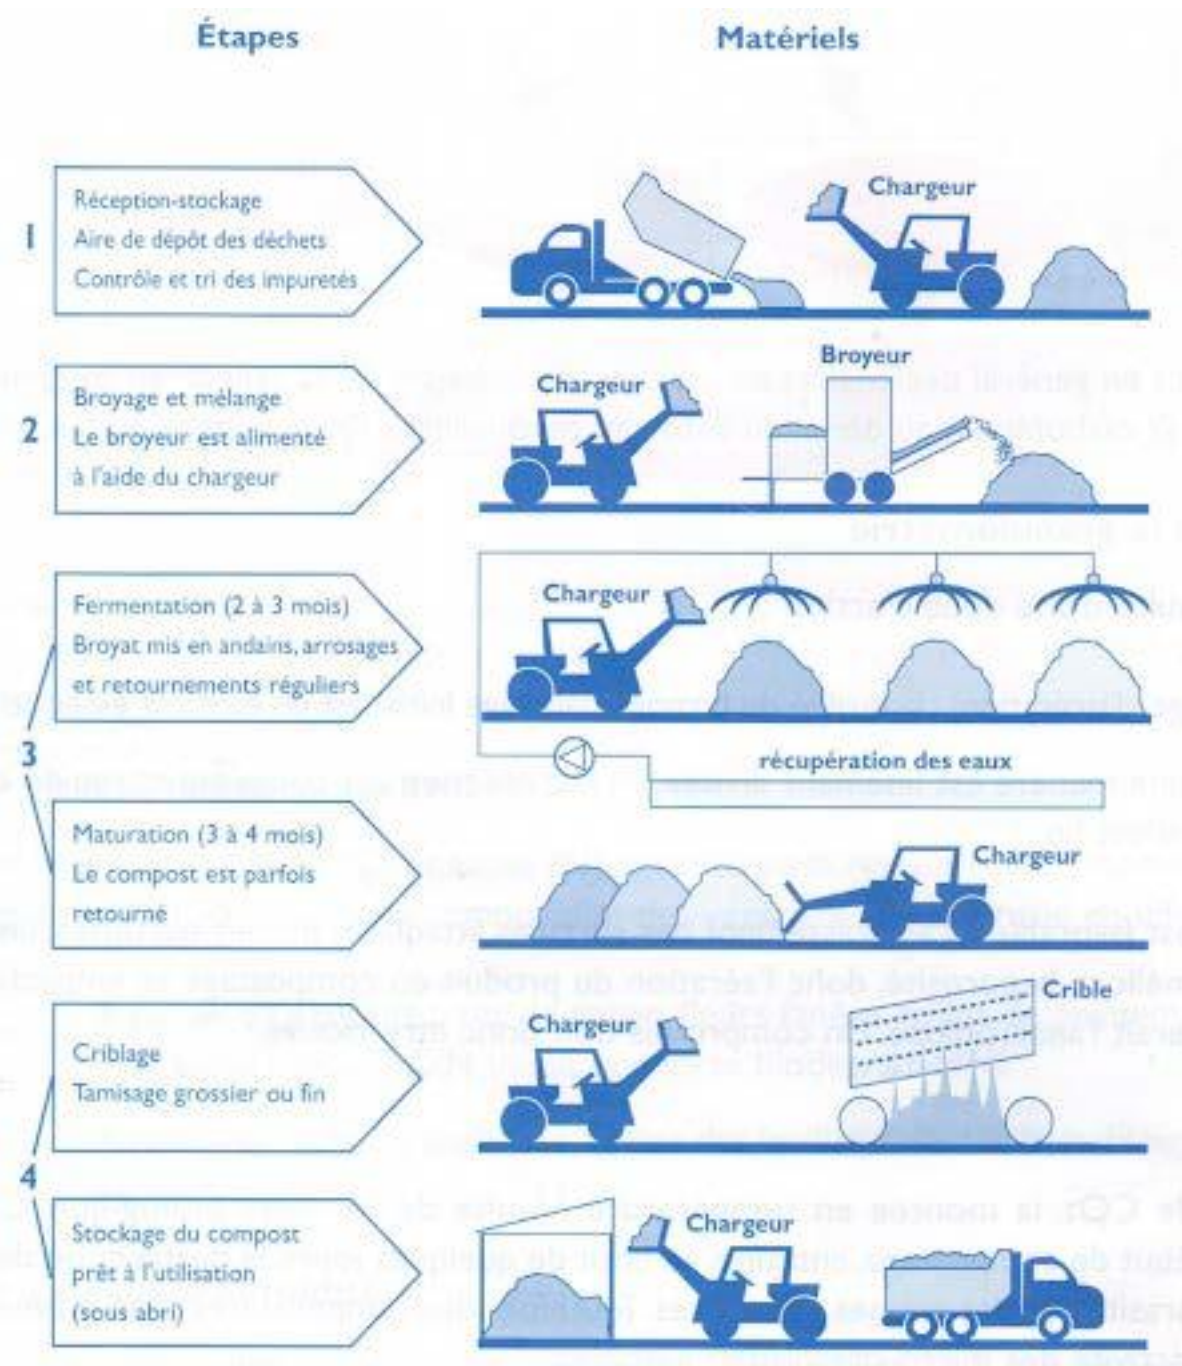 Étapes
Matériels
1
Réception-stockage
Aire de dépôt des déchets
Contrôle et tri des impuretés
Chargeur
2
Broyage et mélange
Le broyeur est alimenté
à l'aide du chargeur
Chargeur
Broyeur
3
Fermentation (2 à 3 mois)
Broyat mis en andains, arrosages
et retournements réguliers
Chargeur
récupération des eaux
Maturation (3 à 4 mois)
Le compost est parfois
retourné
Chargeur
4
Criblage
Tamisage grossier ou fin
Chargeur
Crible
Stockage du compost
prêt à l'utilisation
(sous abri)
Chargeur